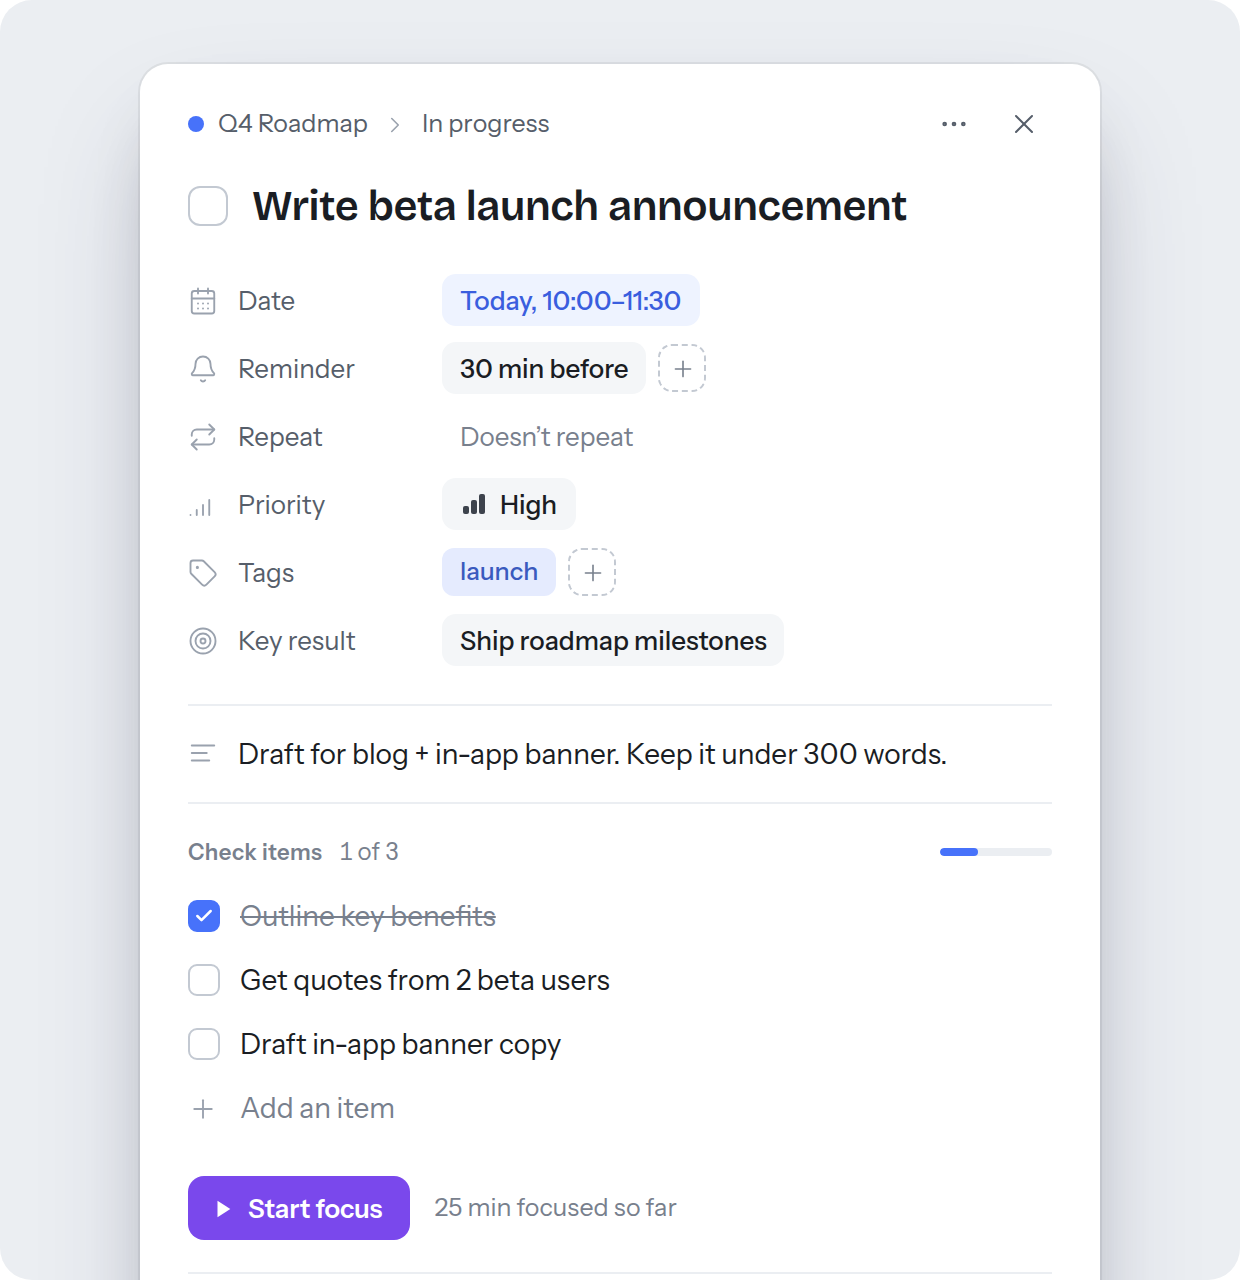 Q4 Roadmap > In progress
Write beta launch announcement
Date Today, 10:00–11:30
Reminder 30 min before
Repeat Doesn’t repeat
Priority High
Tags launch
Key result Ship roadmap milestones
Draft for blog + in-app banner. Keep it under 300 words.
Check items 1 of 3
Outline key benefits
Get quotes from 2 beta users
Draft in-app banner copy
Add an item
Start focus 25 min focused so far